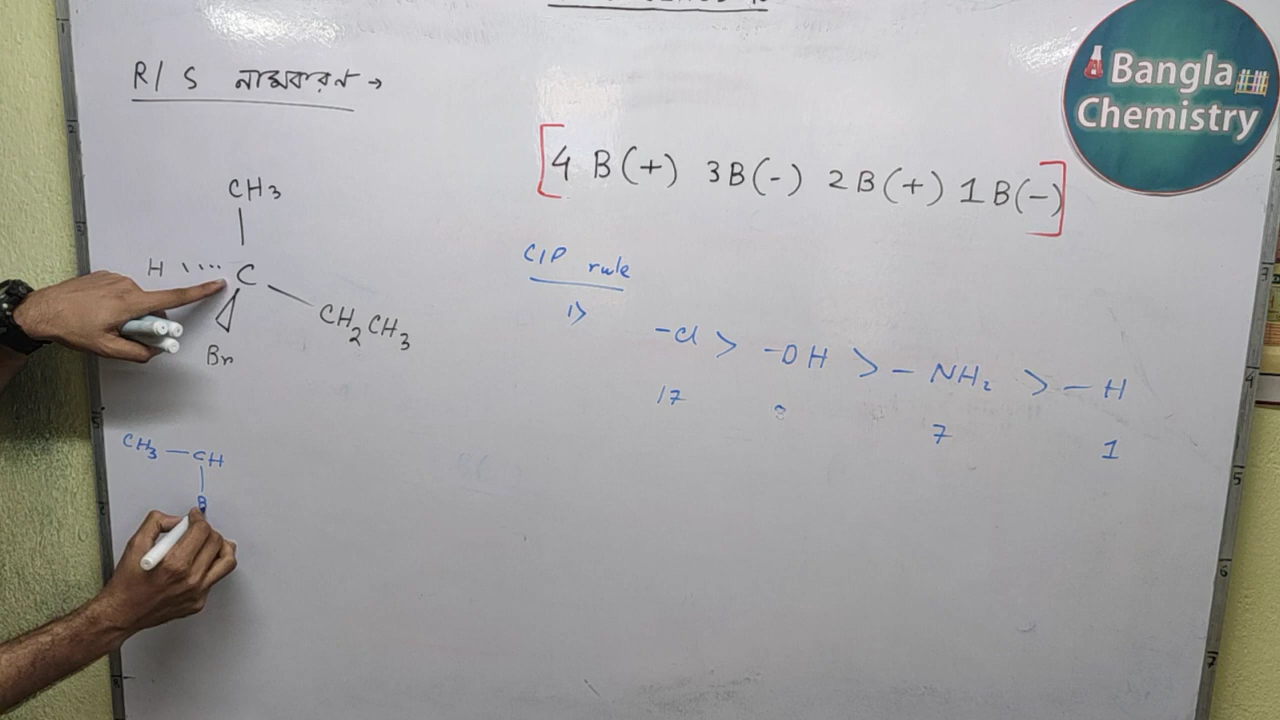 R/S নামকরণ →
Bangla
Chemistry
[4 B(+) 3B(-) 2B(+) 1B(-)]
CH3
H C
CH2CH3
Br
CIP rule
1>
-Cl > -OH > -NH2 > -H
17 8 7 1
CH3 — CH
B